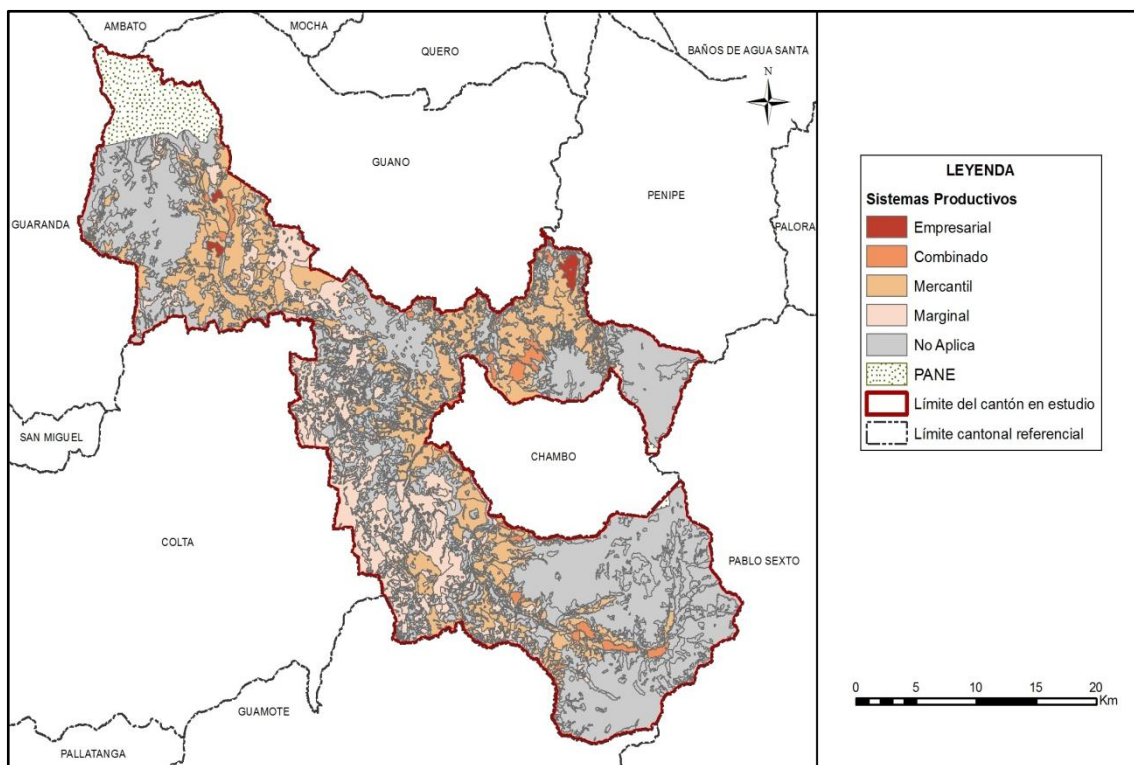 AMBATO
MOCHA
QUERO
BAÑOS DE AGUA SANTA
N
GUANO
PENIPE
GUARANDA
PALORA
SAN MIGUEL
CHAMBO
COLTA
PABLO SEXTO
GUAMOTE
PALLATANGA
LEYENDA
Sistemas Productivos
Empresarial
Combinado
Mercantil
Marginal
No Aplica
PANE
Límite del cantón en estudio
Límite cantonal referencial
0 5 10 15 20
Km